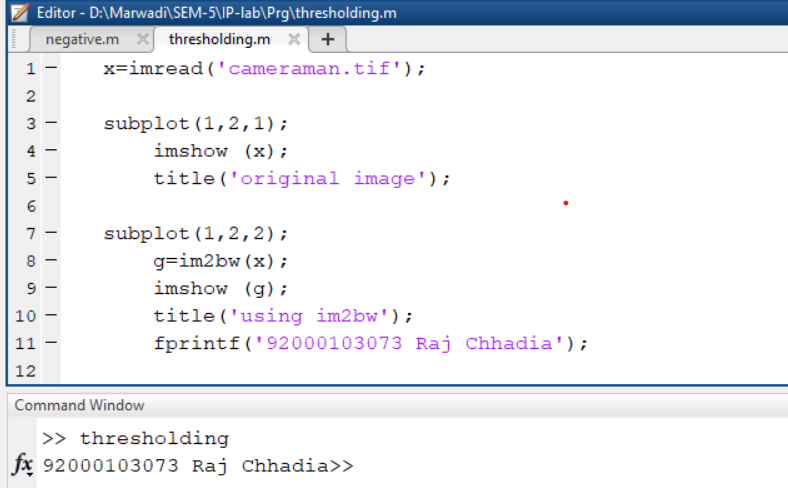 Editor - D:\Marwadi\SEM-5\IP-lab\Prg\thresholding.m
negative.m × thresholding.m × +
1 — x=imread('cameraman.tif');
2
3 — subplot(1,2,1);
4 — imshow (x);
5 — title('original image');
6
7 — subplot(1,2,2);
8 — g=im2bw(x);
9 — imshow (g);
10 — title('using im2bw');
11 — fprintf('92000103073 Raj Chhadia');
12
Command Window
>> thresholding
fx 92000103073 Raj Chhadia>>